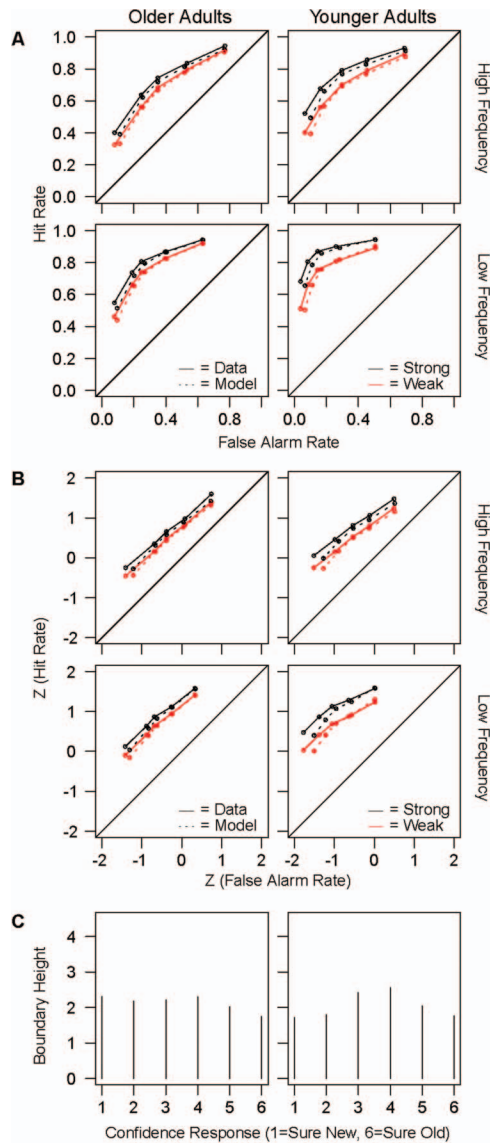 Older Adults
Younger Adults
A
1.0
0.8
0.6
0.4
0.2
0.0
High Frequency
Hit Rate
1.0
0.8
0.6
0.4
0.2
0.0
Low Frequency
= Data
= Model
= Strong
= Weak
0.0 0.4 0.8
0.0 0.4 0.8
False Alarm Rate
B
2
1
0
-1
-2
High Frequency
Z (Hit Rate)
2
1
0
-1
-2
Low Frequency
= Data
= Model
= Strong
= Weak
-2 -1 0 1 2
-2 -1 0 1 2
Z (False Alarm Rate)
C
4
3
2
1
0
Boundary Height
1 2 3 4 5 6
1 2 3 4 5 6
Confidence Response (1=Sure New, 6=Sure Old)